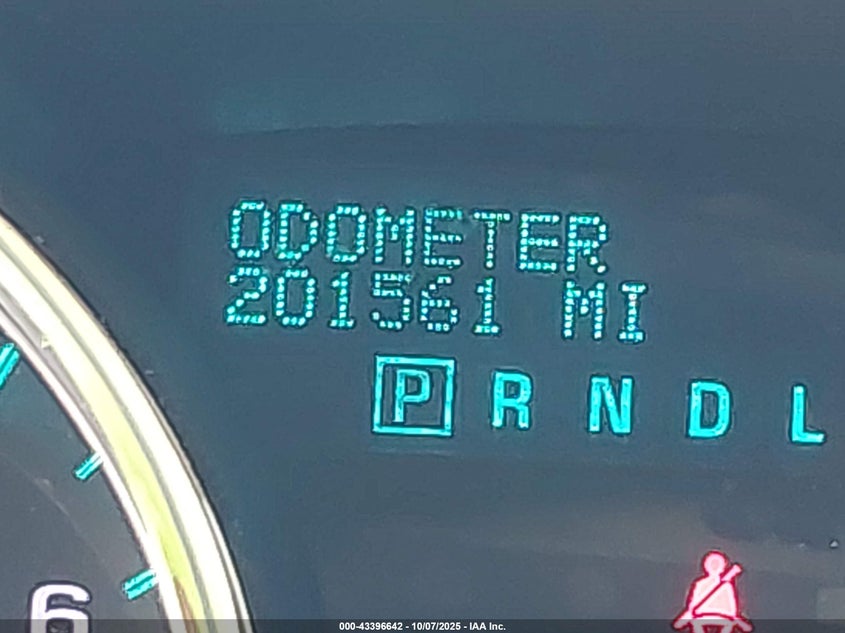 ODOMETER
201561 MI
P R N D L
6
000-43396642 - 10/07/2025 - IAA Inc.